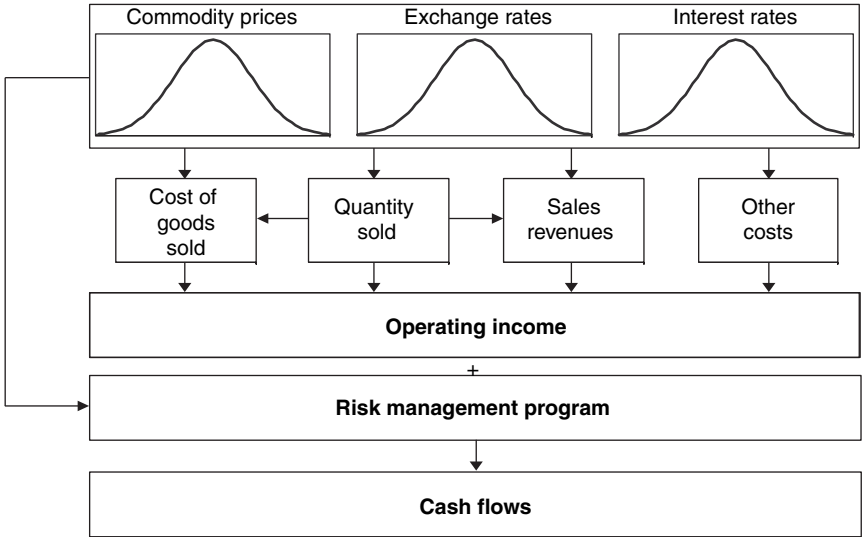 Commodity prices
Exchange rates
Interest rates
Cost of
goods
sold
Quantity
sold
Sales
revenues
Other
costs
Operating income
+
Risk management program
Cash flows